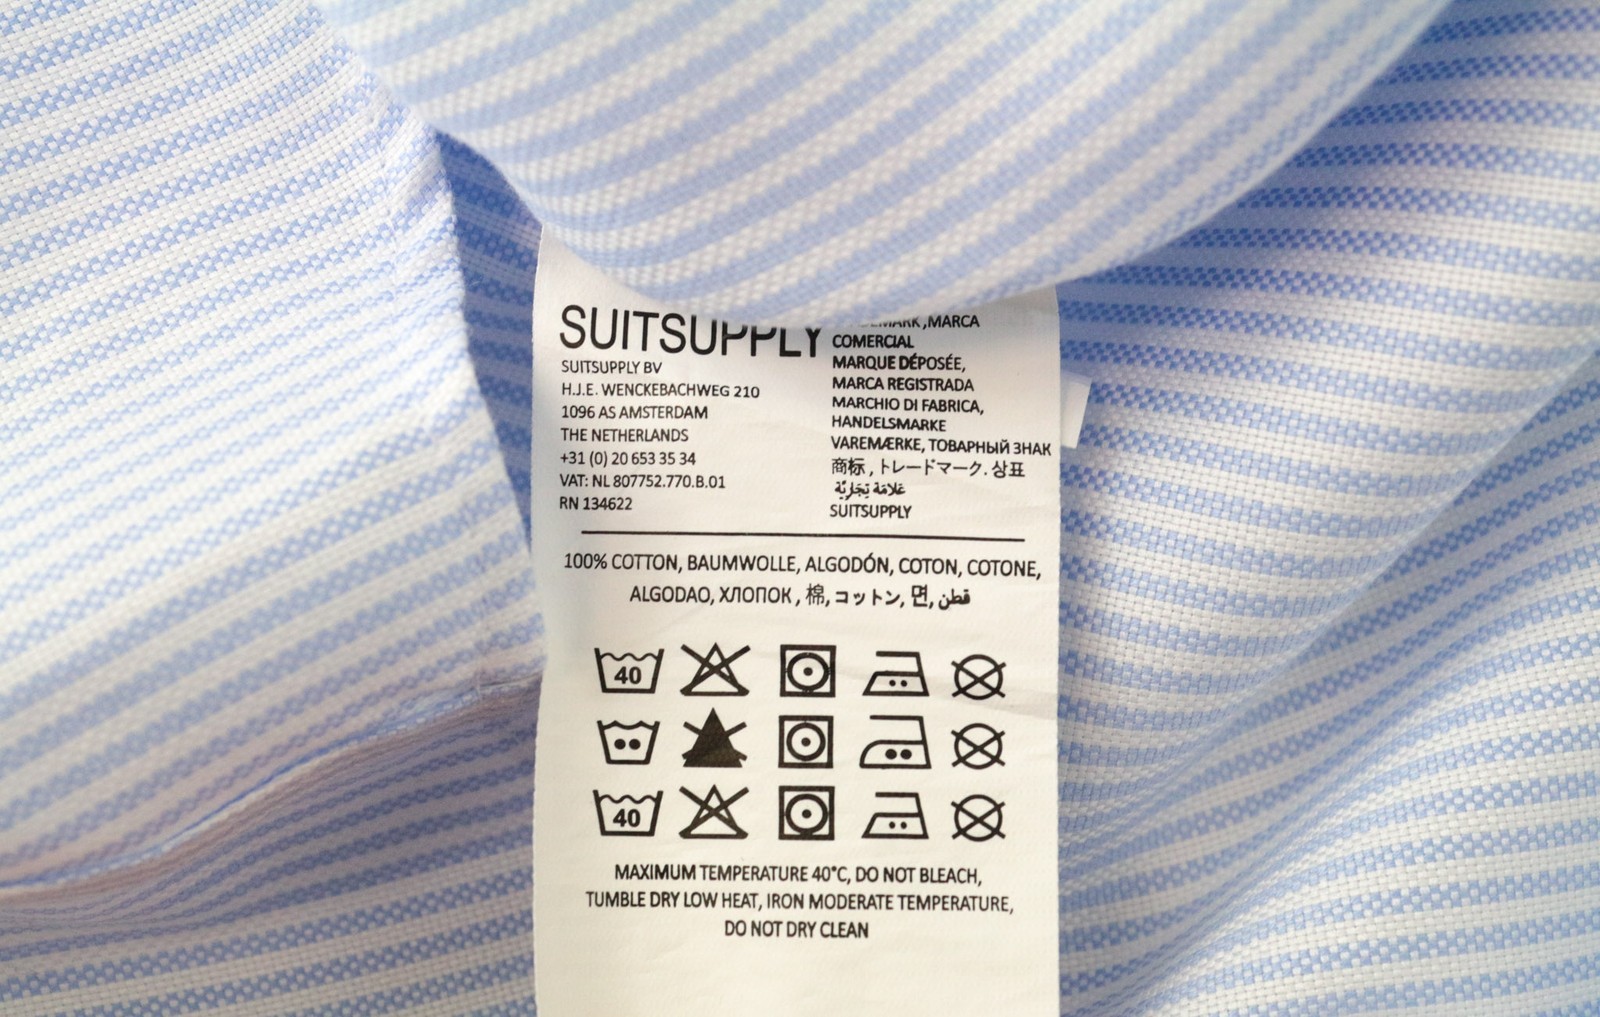 SUITSUPPLY
SUITSUPPLY BV
H.J.E. WENCKEBACHWEG 210
1096 AS AMSTERDAM
THE NETHERLANDS
+31 (0) 20 653 35 34
VAT: NL 807752.770.B.01
RN 134622
,MARCA
COMERCIAL
MARQUE DÉPOSÉE,
MARCA REGISTRADA
MARCHIO DI FABRICA,
HANDELSMARKE
VAREMÆRKE, ТОВАРНЫЙ ЗНАК
商标 , トレードマーク. 상표
عَلامَة تِجَارِيَّة
SUITSUPPLY
100% COTTON, BAUMWOLLE, ALGODÓN, COTON, COTONE,
ALGODAO, ХЛОПОК , 棉, コットン, 면, قطن
40
40
MAXIMUM TEMPERATURE 40°C, DO NOT BLEACH,
TUMBLE DRY LOW HEAT, IRON MODERATE TEMPERATURE,
DO NOT DRY CLEAN